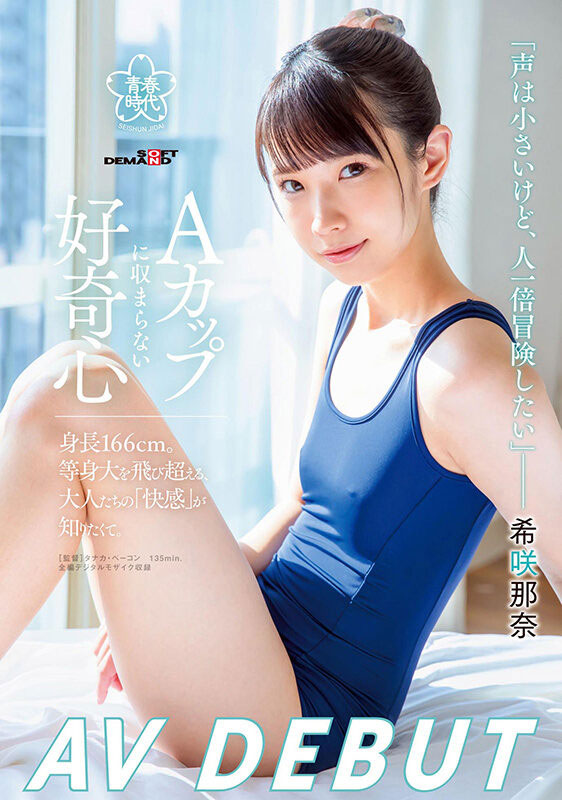 「声は小さいけど、人一倍冒険したい」――希咲那奈
青春
時代
SEISHUN JIDAI
SOFT
DEMAND
Aカップ
に収まらない
好奇心
身長166cm。
等身大を飛び超える、
大人たちの「快感」が
知りたくて。
[監督]タナカ・ベーコン 135min.
全編デジタルモザイク収録
AV DEBUT